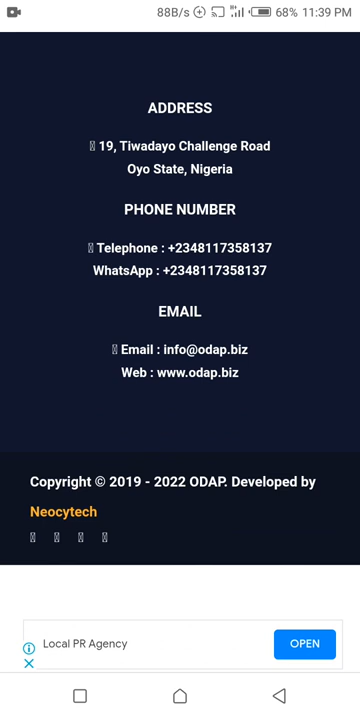 88B/s 68% 11:39 PM
ADDRESS
19, Tiwadayo Challenge Road
Oyo State, Nigeria
PHONE NUMBER
Telephone : +2348117358137
WhatsApp : +2348117358137
EMAIL
Email : info@odap.biz
Web : www.odap.biz
Copyright © 2019 - 2022 ODAP. Developed by
Neocytech
Local PR Agency
OPEN